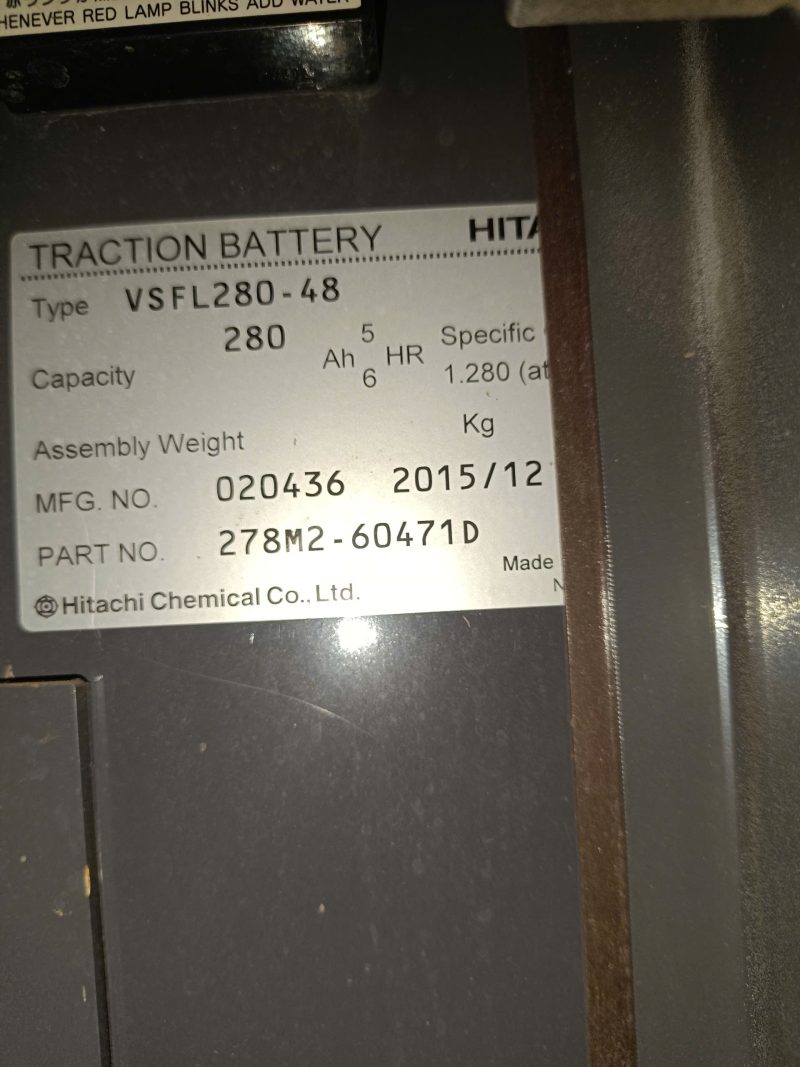 HENEVER RED LAMP BLINKS ADD WATER
TRACTION BATTERY HITA
Type VSFL280-48
Capacity 280 Ah 5 6 HR Specific
1.280 (at
Assembly Weight Kg
MFG. NO. 020436 2015/12
PART NO. 278M2-60471D
Made
Hitachi Chemical Co., Ltd. N